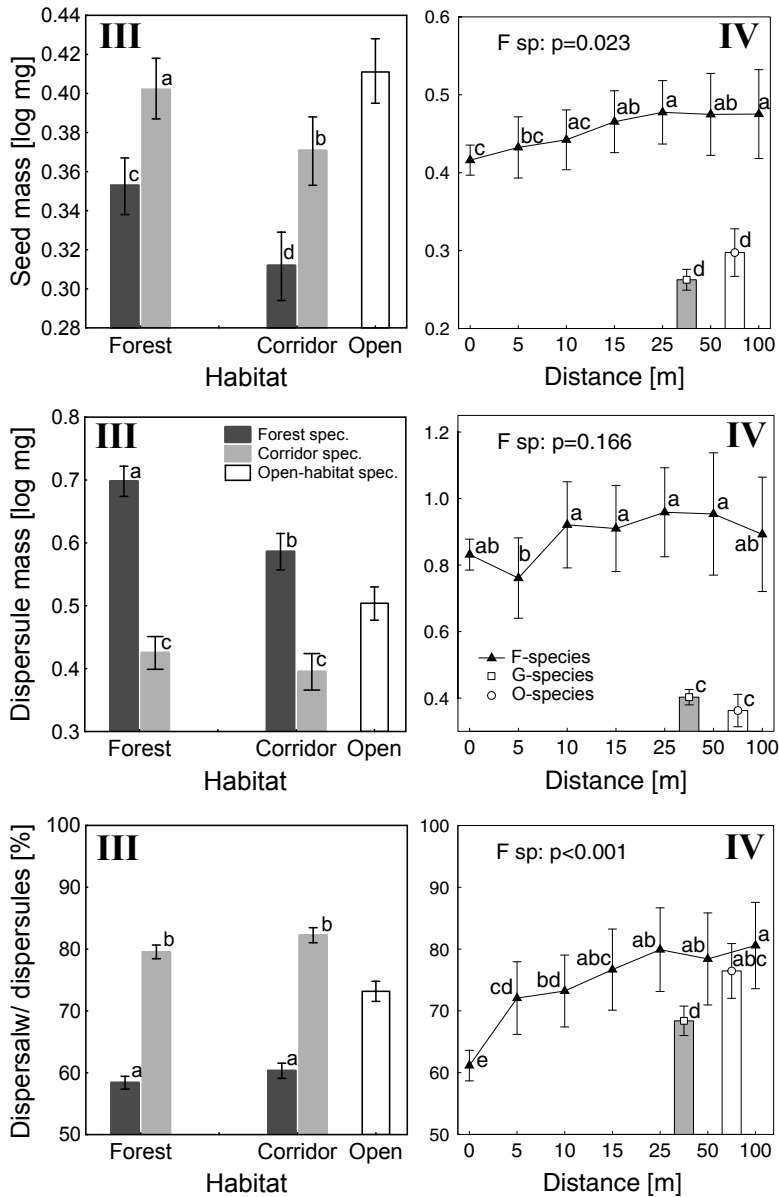 III
Seed mass [log mg]
0.44
0.42
0.40
0.38
0.36
0.34
0.32
0.30
0.28
c
a
d
b
Forest
Corridor
Open
Habitat
F sp: p=0.023
IV
0.6
0.5
0.4
0.3
0.2
c
bc
ac
ab
a
ab
a
d
d
0
5
10
15
25
50
100
Distance [m]
III
Dispersule mass [log mg]
0.8
0.7
0.6
0.5
0.4
0.3
Forest spec.
Corridor spec.
Open-habitat spec.
a
c
b
c
Forest
Corridor
Open
Habitat
F sp: p=0.166
IV
1.2
1.0
0.8
0.6
0.4
ab
b
a
a
a
a
ab
F-species
G-species
O-species
c
c
0
5
10
15
25
50
100
Distance [m]
III
Dispersalw/ dispersules [%]
100
90
80
70
60
50
a
b
a
b
Forest
Corridor
Open
Habitat
F sp: p<0.001
IV
100
90
80
70
60
50
e
cd
bd
abc
ab
ab
a
d
abc
0
5
10
15
25
50
100
Distance [m]